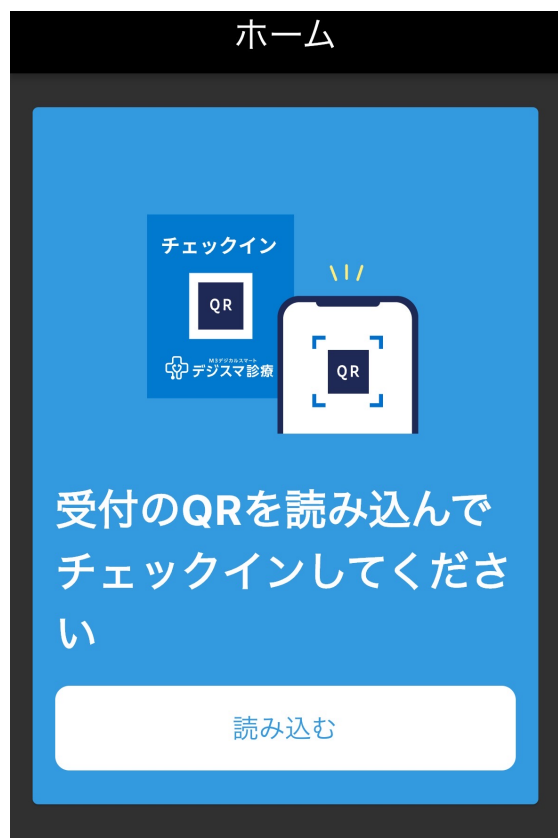 ホーム
チェックイン
QR
M3デジカルスマート
デジスマ診療
QR
受付のQRを読み込んで
チェックインしてくださ
い
読み込む